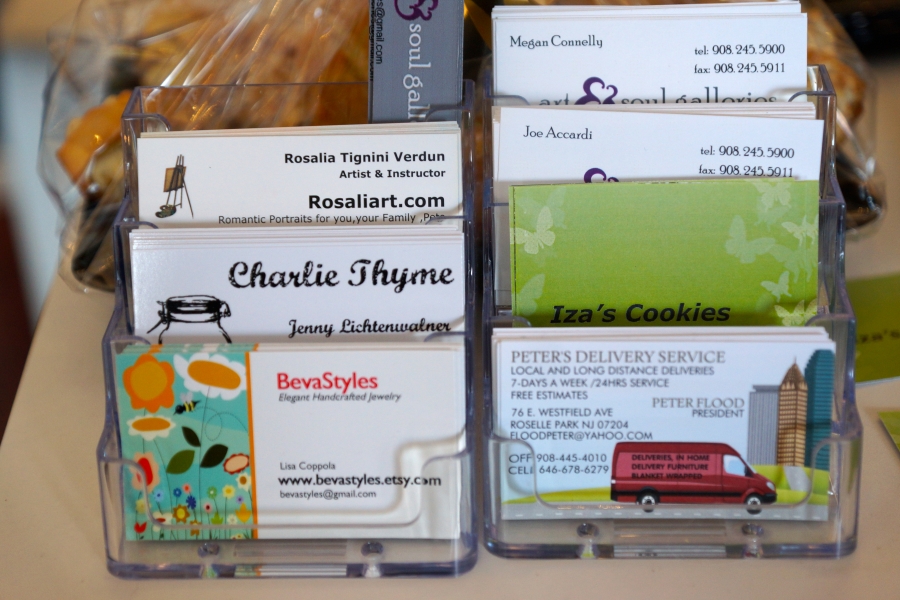 s@gmail.com
& soul gall
Rosalia Tignini Verdun
Artist & Instructor
Rosaliart.com
Romantic Portraits for you,your Family ,Pets
Charlie Thyme
Jenny Lichtenwalner
BevaStyles
Elegant Handcrafted Jewelry
Lisa Coppola
www.bevastyles.etsy.com
bevastyles@gmail.com
Megan Connelly
tel: 908.245.5900
fax: 908.245.5911
art & soul galleries
Joe Accardi
tel: 908.245.5900
fax: 908.245.5911
Iza's Cookies
PETER'S DELIVERY SERVICE
LOCAL AND LONG DISTANCE DELIVERIES
7-DAYS A WEEK /24HRS SERVICE
FREE ESTIMATES
PETER FLOOD
PRESIDENT
76 E. WESTFIELD AVE
ROSELLE PARK NJ 07204
FLOODPETER@YAHOO.COM
OFF 908-445-4010
CELL 646-678-6279
DELIVERIES, IN HOME
DELIVERY FURNITURE
BLANKET WRAPPED